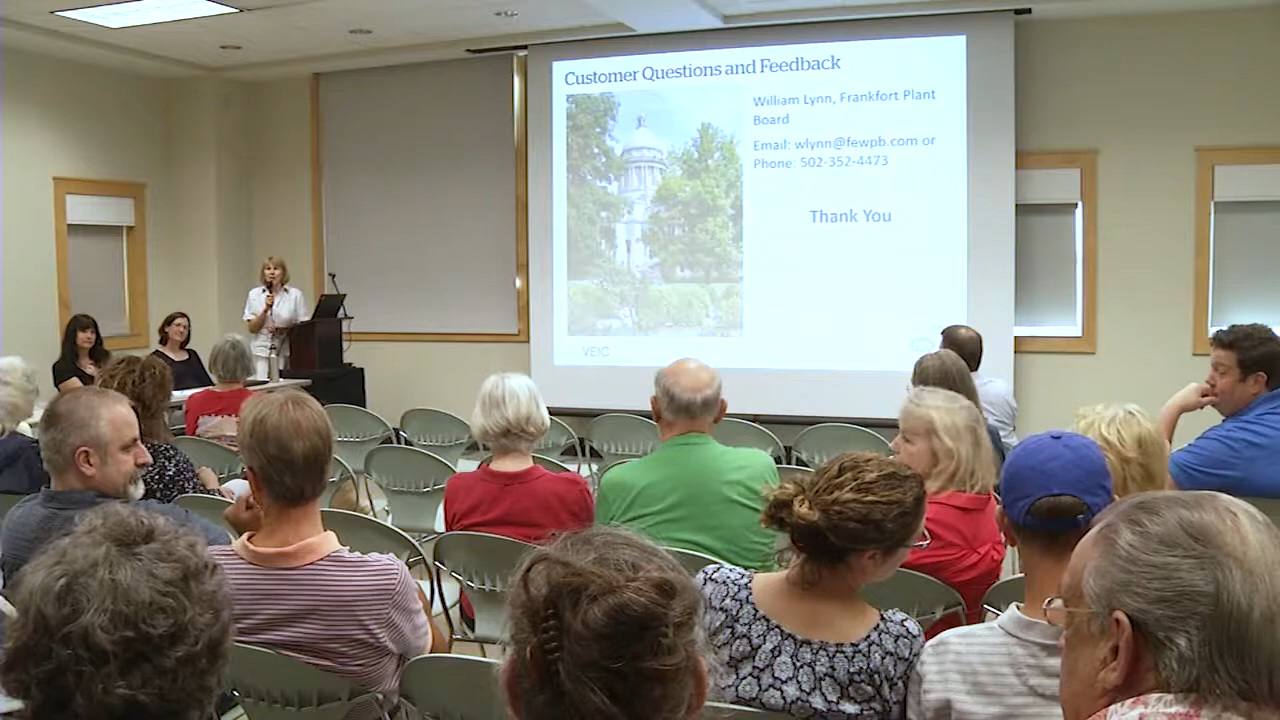 Customer Questions and Feedback
William Lynn, Frankfort Plant
Board
Email: wlynn@fewpb.com or
Phone: 502-352-4473
Thank You
VEIC